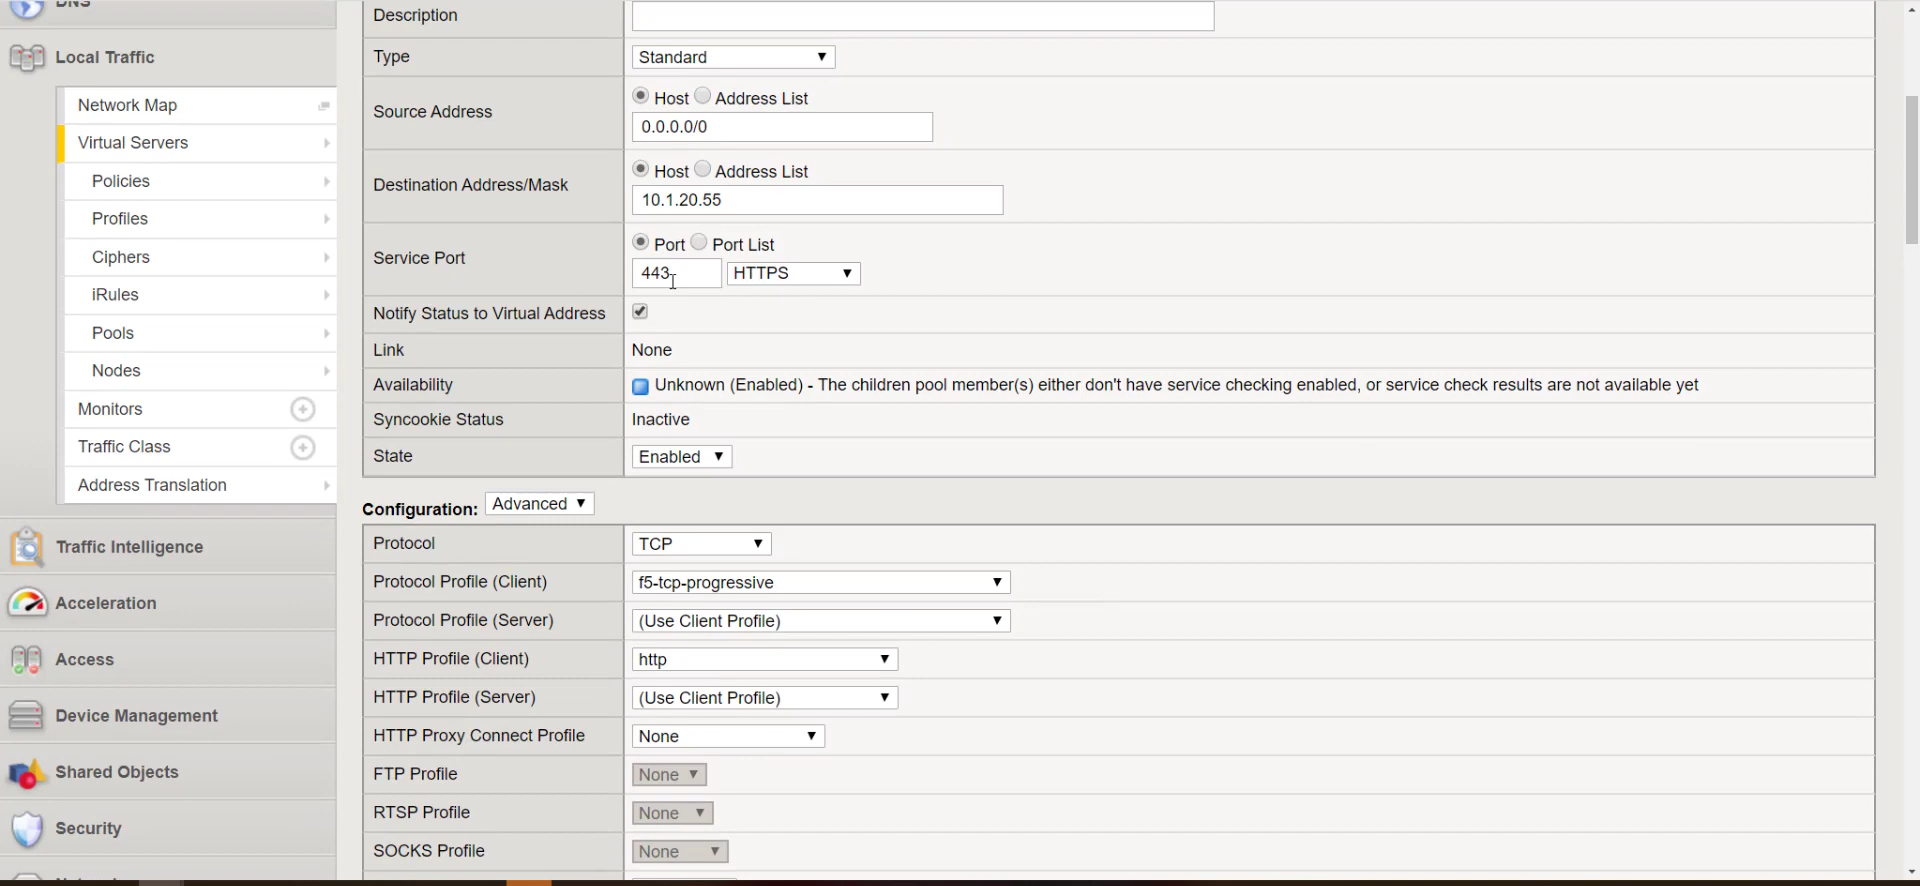 DNS
Local Traffic
Network Map
Virtual Servers
Policies
Profiles
Ciphers
iRules
Pools
Nodes
Monitors
Traffic Class
Address Translation
Traffic Intelligence
Acceleration
Access
Device Management
Shared Objects
Security
Description
Type Standard
Source Address Host Address List
0.0.0.0/0
Destination Address/Mask Host Address List
10.1.20.55
Service Port Port Port List
443 HTTPS
Notify Status to Virtual Address
Link None
Availability Unknown (Enabled) - The children pool member(s) either don't have service checking enabled, or service check results are not available yet
Syncookie Status Inactive
State Enabled
Configuration: Advanced
Protocol TCP
Protocol Profile (Client) f5-tcp-progressive
Protocol Profile (Server) (Use Client Profile)
HTTP Profile (Client) http
HTTP Profile (Server) (Use Client Profile)
HTTP Proxy Connect Profile None
FTP Profile None
RTSP Profile None
SOCKS Profile None